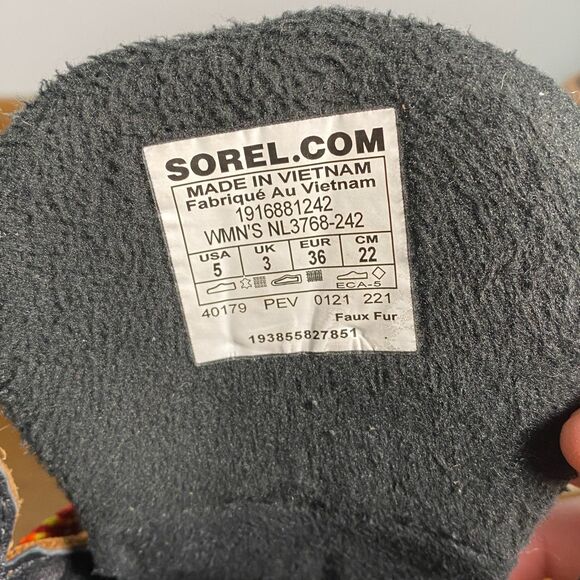 SOREL.COM
MADE IN VIETNAM
Fabriqué Au Vietnam
1916881242
WMN'S NL3768-242
USA UK EUR CM
5 3 36 22
ECA-5
40179 PEV 0121 221
Faux Fur
193855827851